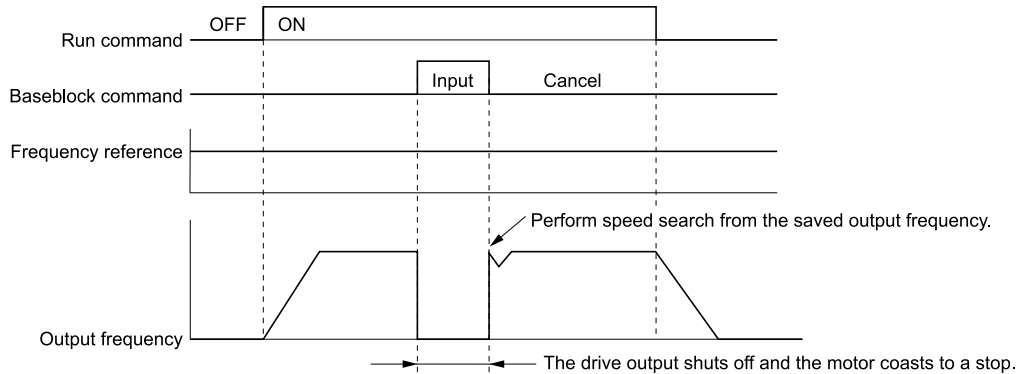 OFF ON
Run command
Input Cancel
Baseblock command
Frequency reference
Perform speed search from the saved output frequency.
Output frequency
The drive output shuts off and the motor coasts to a stop.